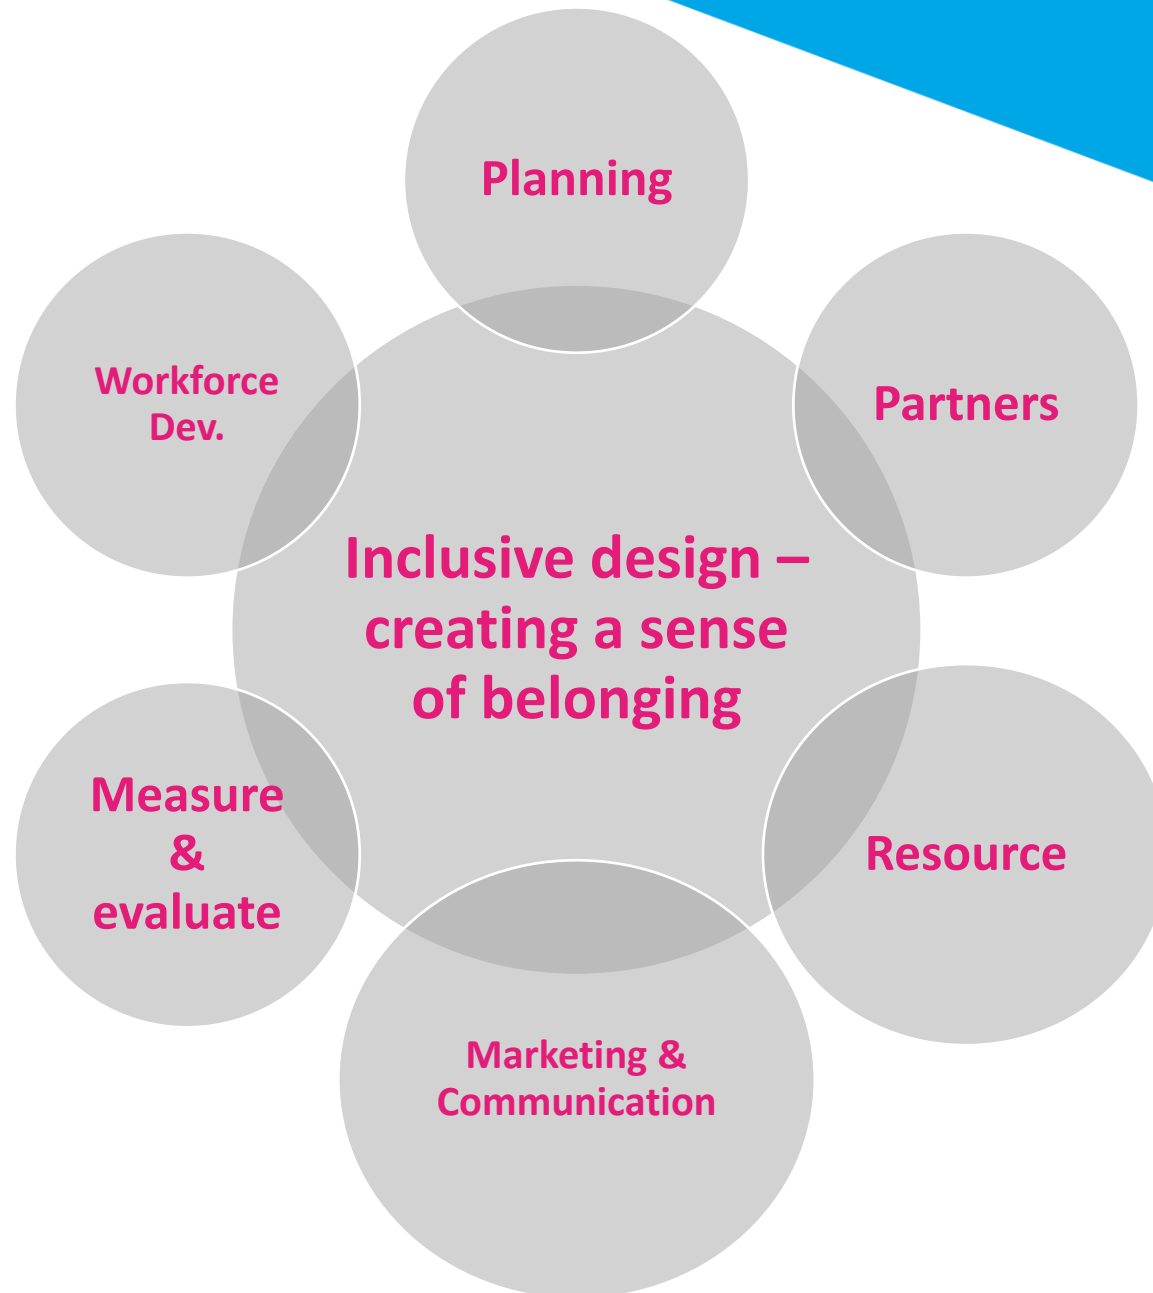 Planning
Partners
Resource
Marketing &
Communication
Measure
&
evaluate
Workforce
Dev.
Inclusive design –
creating a sense
of belonging